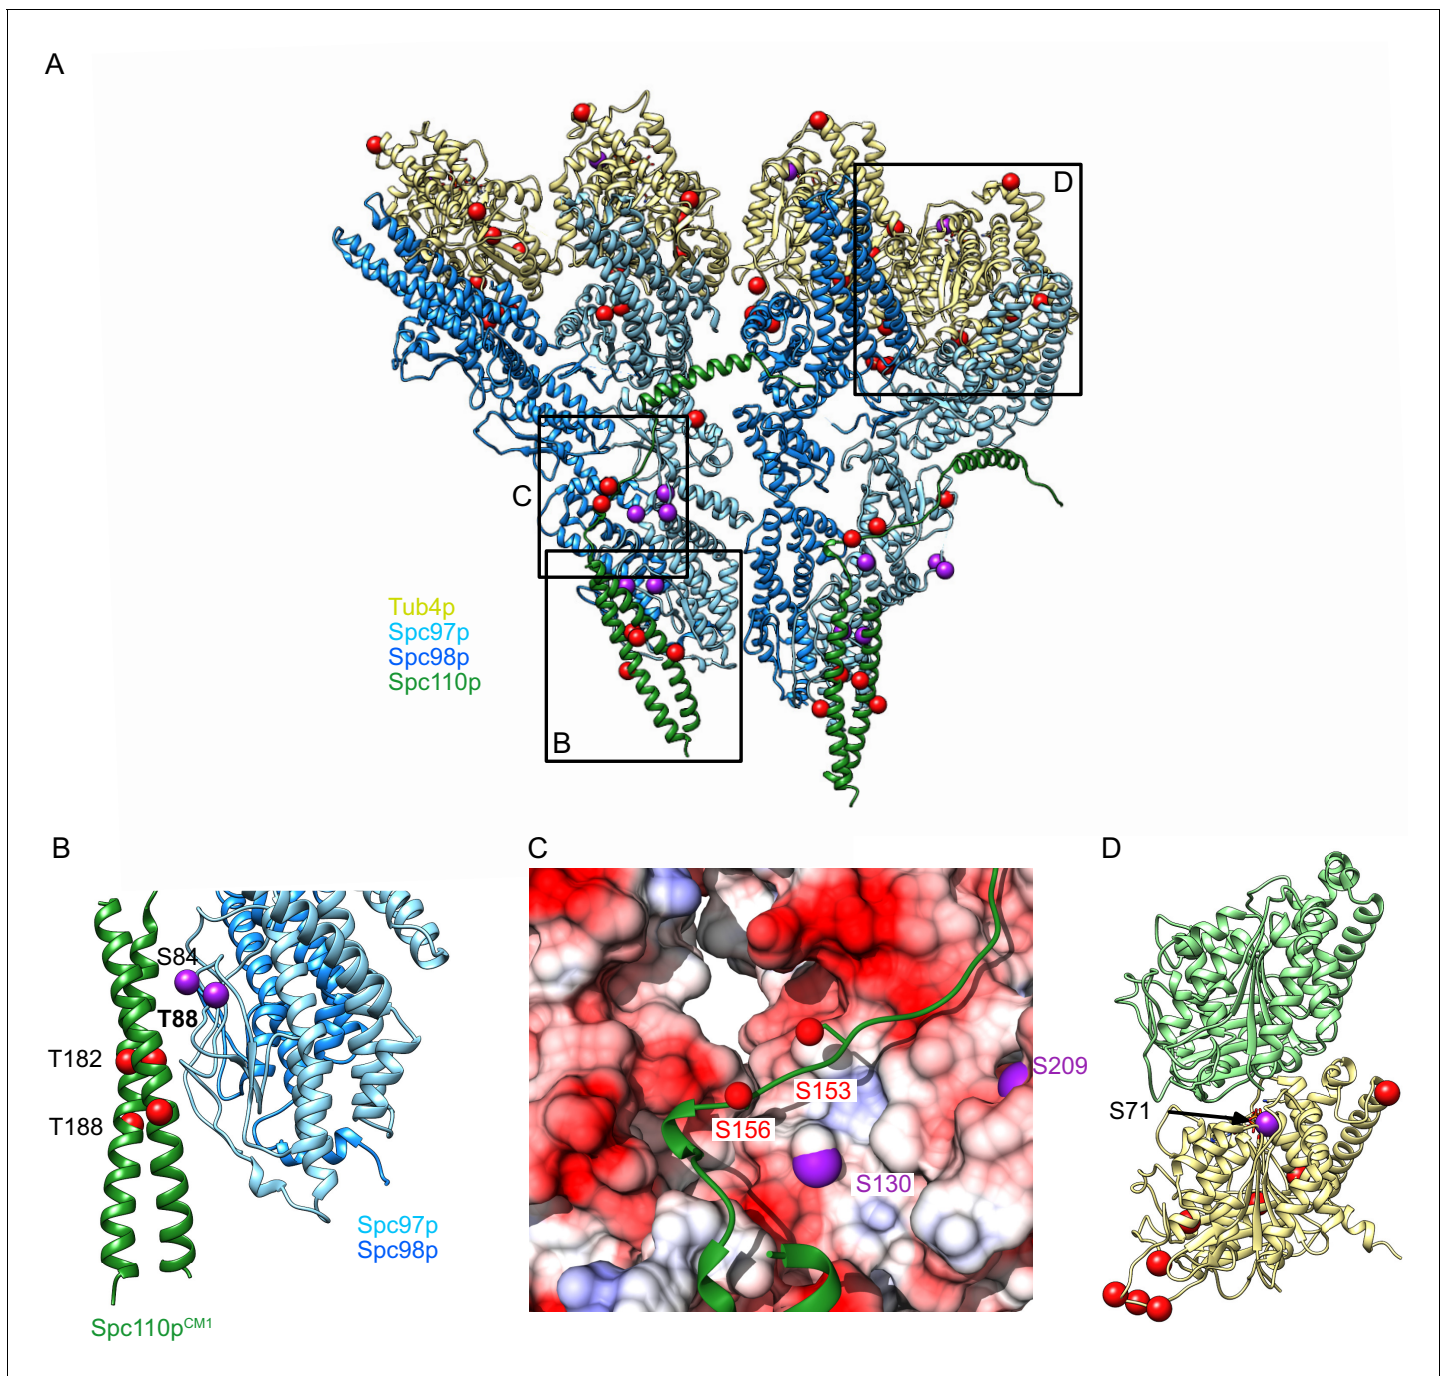 A
D
C
Tub4p
Spc97p
Spc98p
Spc110p
B
B
S84
T88
T182
T188
Spc97p
Spc98p
Spc110pCM1
C
S209
S153
S156
S130
D
S71